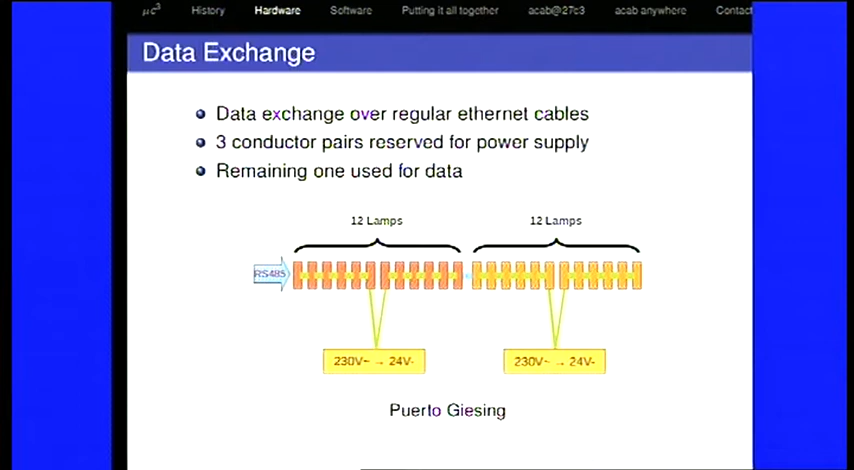 μc³ History Hardware Software Putting it all together acab@27c3 acab anywhere Contact
Data Exchange
Data exchange over regular ethernet cables
3 conductor pairs reserved for power supply
Remaining one used for data
12 Lamps 12 Lamps
RS485
230V~ → 24V- 230V~ → 24V-
Puerto Giesing